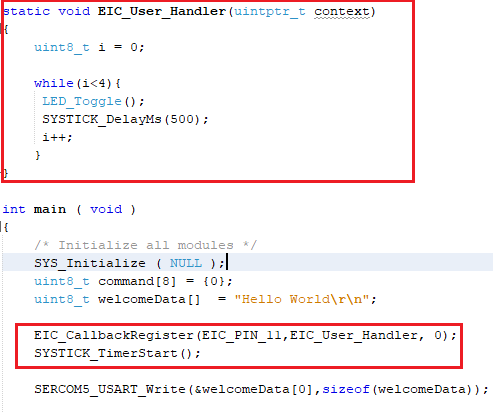 static void EIC_User_Handler(uintptr_t context)
{
uint8_t i = 0;
while(i<4){
LED_Toggle();
SYSTICK_DelayMs(500);
i++;
}
}
int main ( void )
{
/* Initialize all modules */
SYS_Initialize ( NULL );
uint8_t command[8] = {0};
uint8_t welcomeData[]  = "Hello World\r\n";
EIC_CallbackRegister(EIC_PIN_11,EIC_User_Handler, 0);
SYSTICK_TimerStart();
SERCOM5_USART_Write(&welcomeData[0],sizeof(welcomeData));